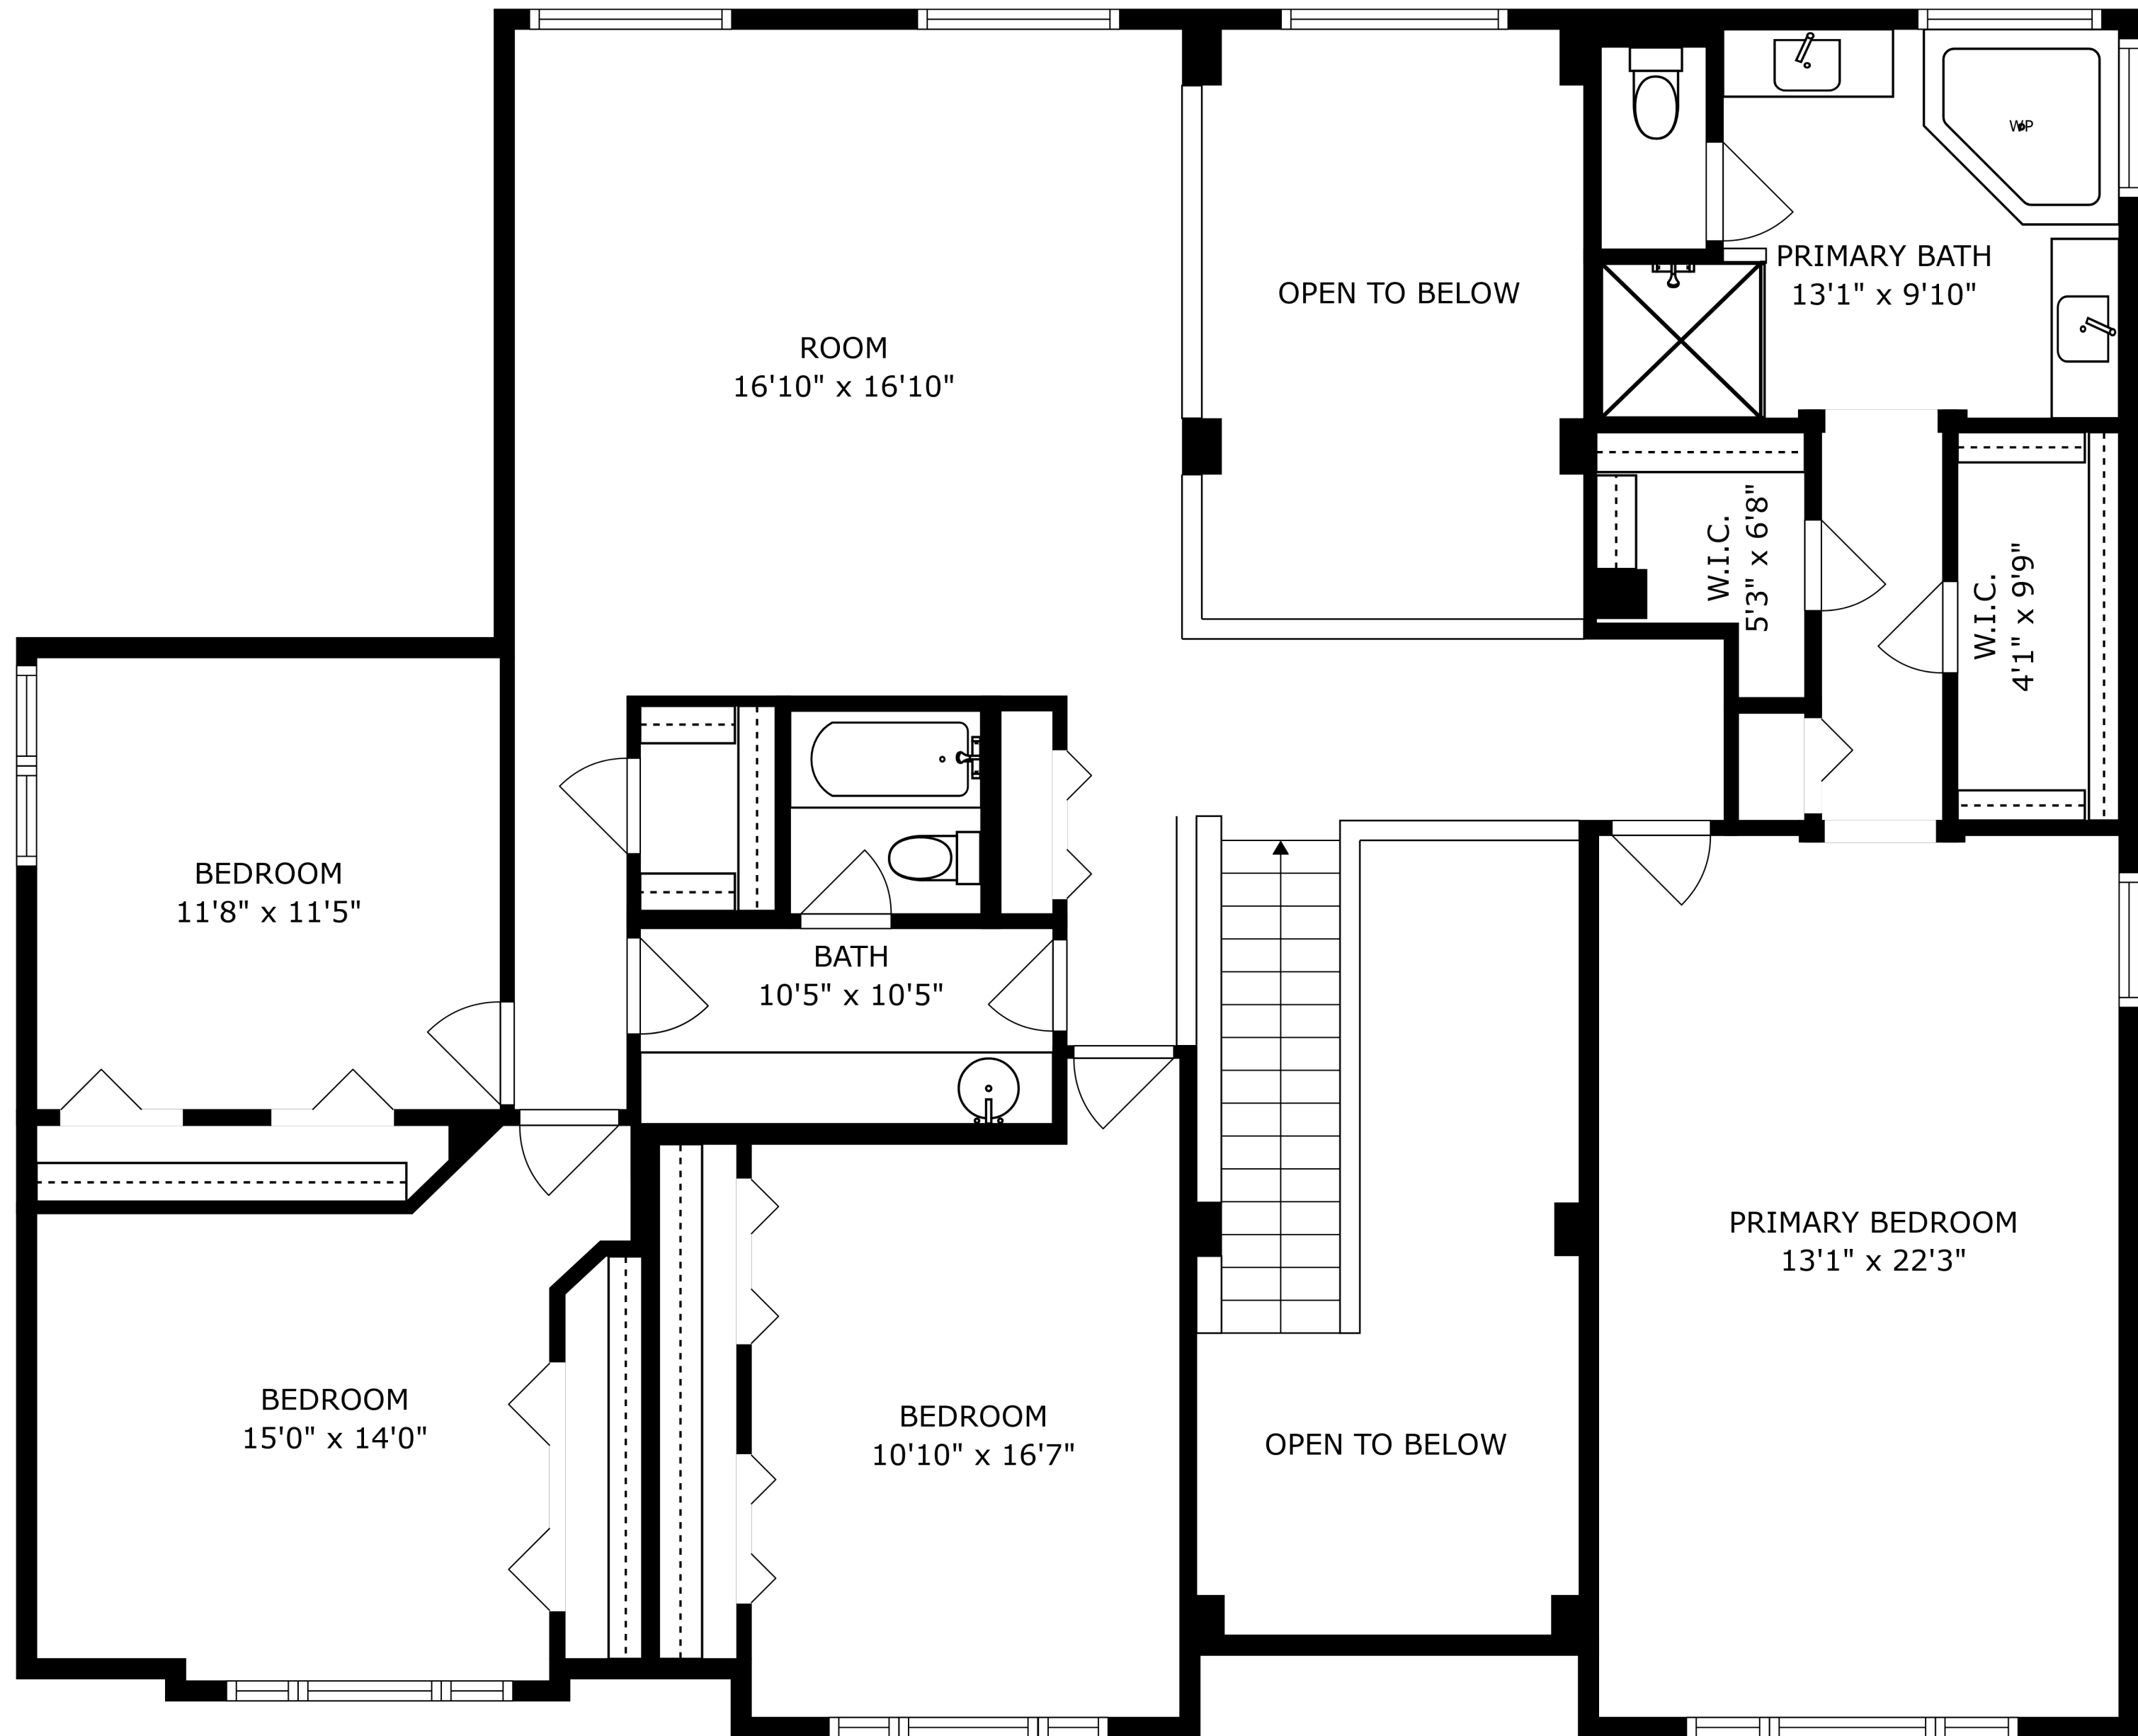 WP
PRIMARY BATH
13'1" x 9'10"
OPEN TO BELOW
ROOM
16'10" x 16'10"
W.I.C.
5'3" x 6'8"
W.I.C.
4'1" x 9'9"
BEDROOM
11'8" x 11'5"
BATH
10'5" x 10'5"
PRIMARY BEDROOM
13'1" x 22'3"
BEDROOM
15'0" x 14'0"
BEDROOM
10'10" x 16'7"
OPEN TO BELOW